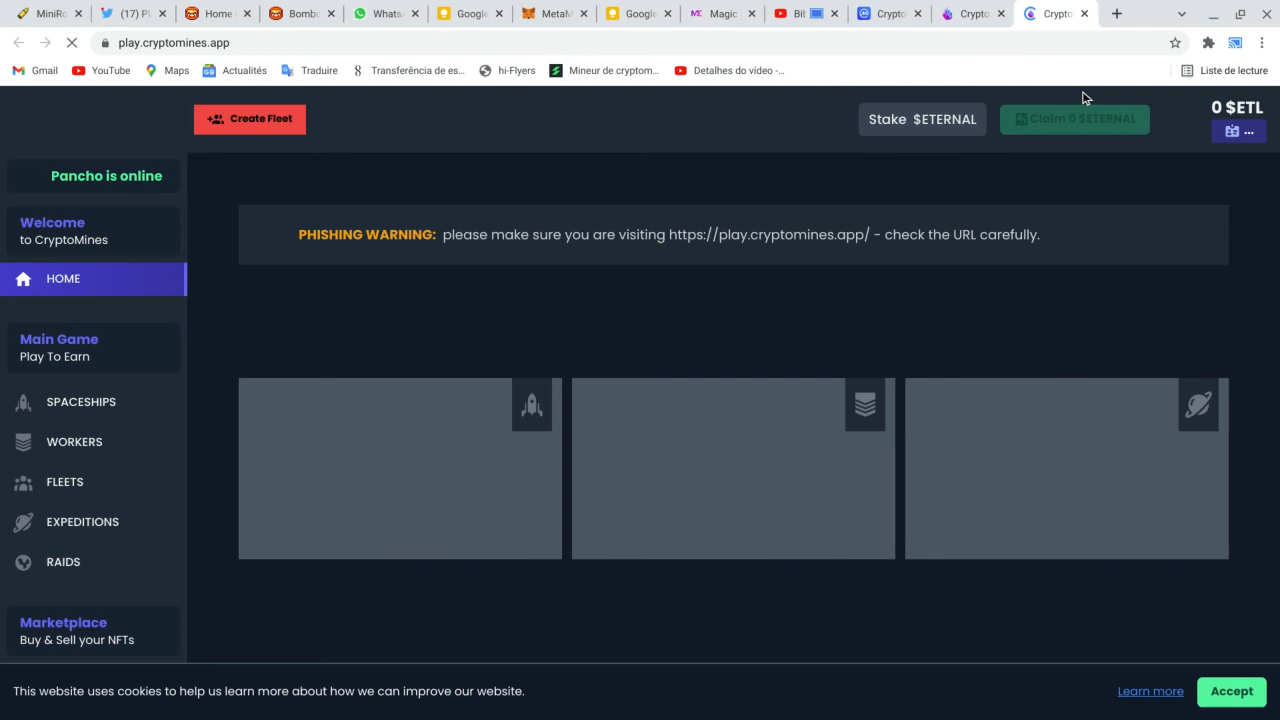 MiniRo
(17) Pl
Home
Bombo
Whats.
Google
MetaM
Google
Magic
Bil
Crypto
Crypto.
Crypto.
play.cryptomines.app
Gmail
YouTube
Maps
Actualités
Traduire
Transferência de es...
hi-Flyers
Mineur de cryptom...
Detalhes do vídeo -...
Liste de lecture
Create Fleet
Stake $ETERNAL
Claim 0 $ETERNAL
0 $ETL
...
Pancho is online
Welcome
to CryptoMines
HOME
PHISHING WARNING: please make sure you are visiting https://play.cryptomines.app/ - check the URL carefully.
Main Game
Play To Earn
SPACESHIPS
WORKERS
FLEETS
EXPEDITIONS
RAIDS
Marketplace
Buy & Sell your NFTs
This website uses cookies to help us learn more about how we can improve our website.
Learn more
Accept